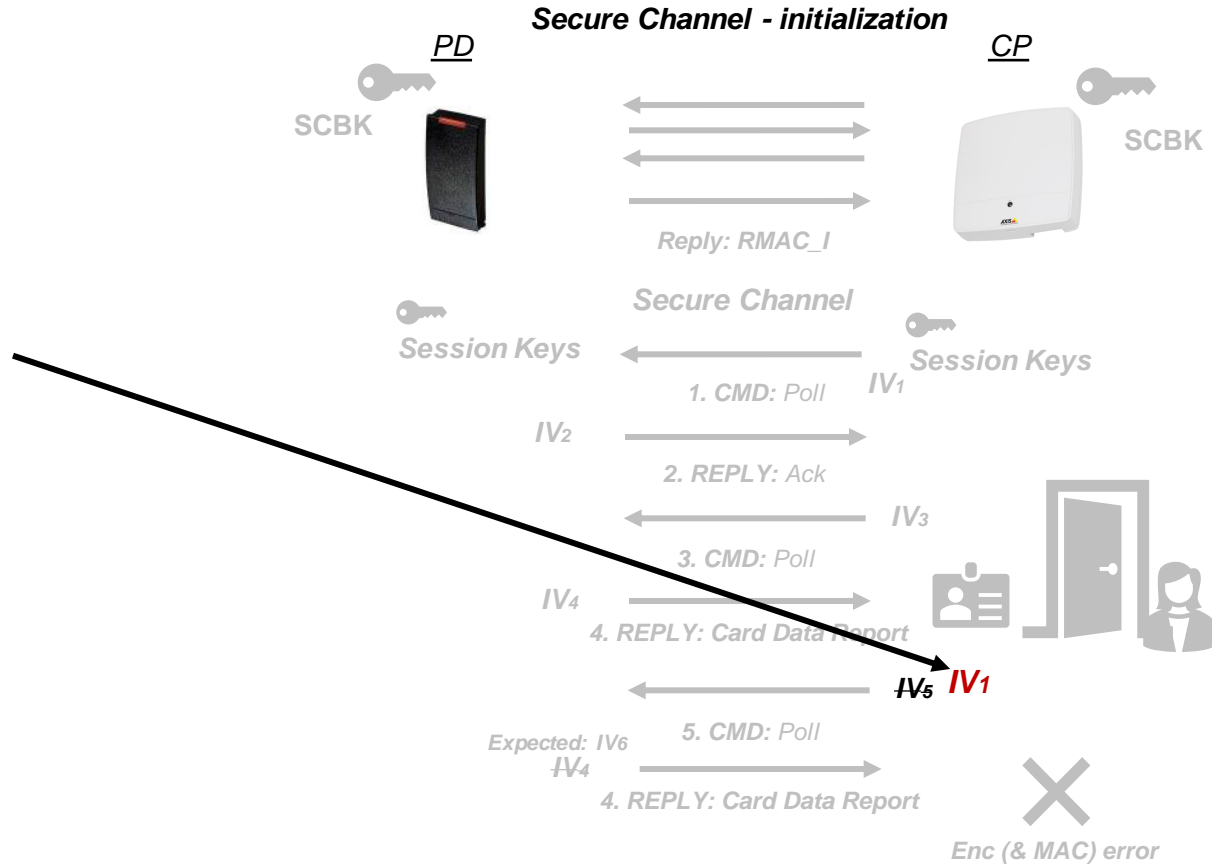 Secure Channel - initialization
PD
CP
SCBK
SCBK
AXIS
Reply: RMAC_I
Secure Channel
Session Keys
Session Keys
1. CMD: Poll
IV1
IV2
2. REPLY: Ack
IV3
3. CMD: Poll
IV4
4. REPLY: Card Data Report
IV5 IV1
5. CMD: Poll
Expected: IV6
IV4
4. REPLY: Card Data Report
Enc (& MAC) error